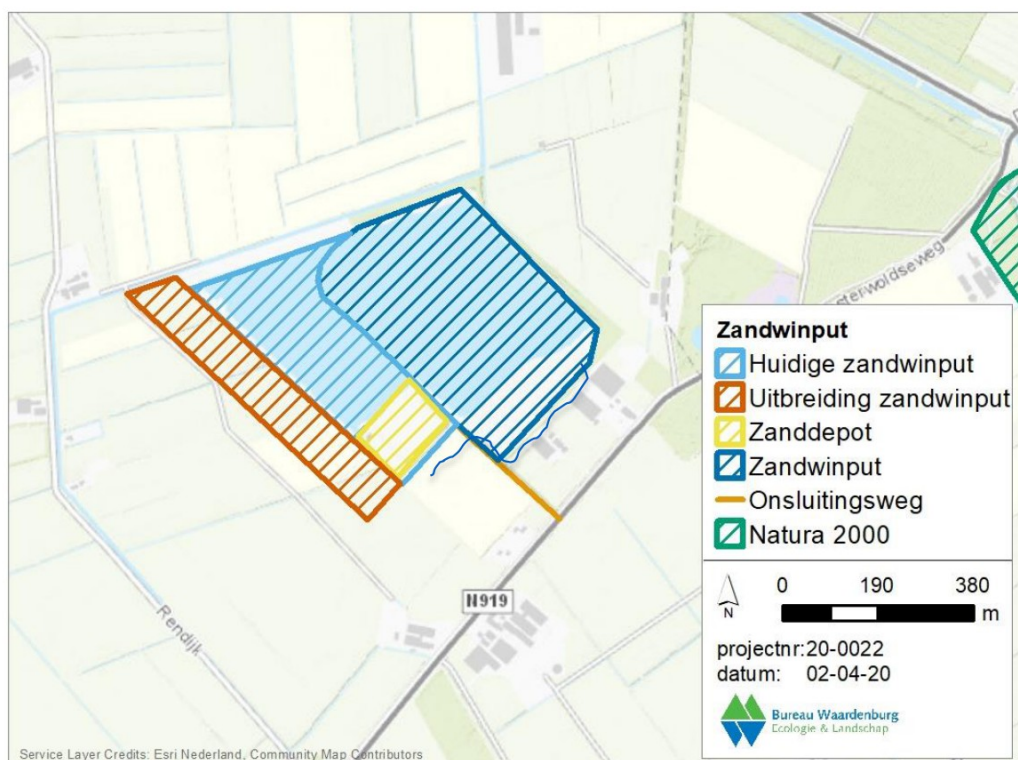 sterwoldseweg
Zandwinput
Huidige zandwinput
Uitbreiding zandwinput
Zanddepot
Zandwinput
Onsluitingsweg
Natura 2000
N919
Rendijk
N
0 190 380
m
projectnr:20-0022
datum: 02-04-20
Bureau Waardenburg
Ecologie & Landschap
Service Layer Credits: Esri Nederland, Community Map Contributors